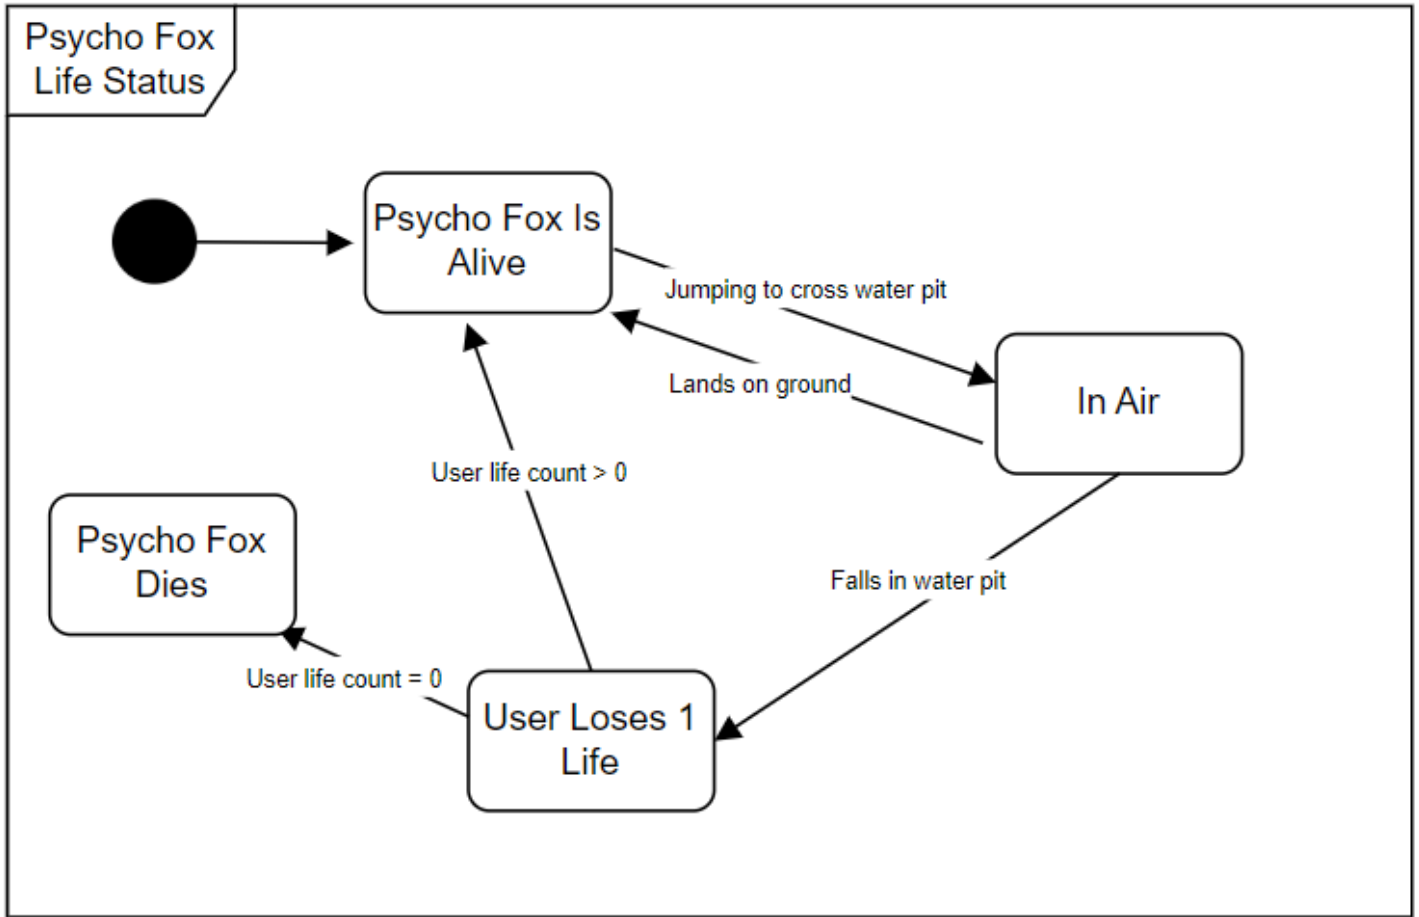 Psycho Fox
Life Status
Psycho Fox Is
Alive
Jumping to cross water pit
Lands on ground
In Air
User life count > 0
Psycho Fox
Dies
Falls in water pit
User life count = 0
User Loses 1
Life